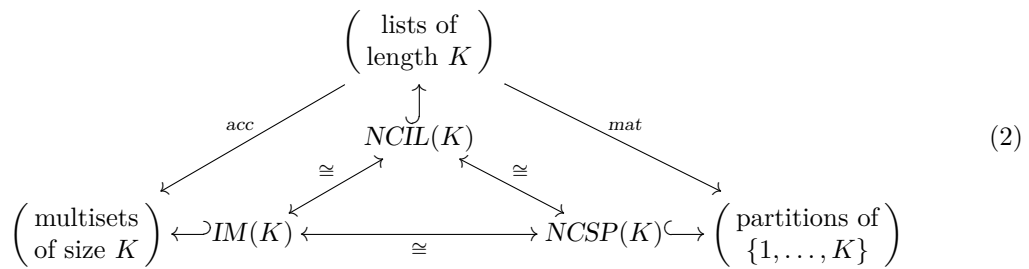 lists of
length K
acc
mat
NCIL(K)
(2)
≅
≅
multisets
of size K
IM(K)
≅
NCSP(K)
partitions of
{1, . . . , K}